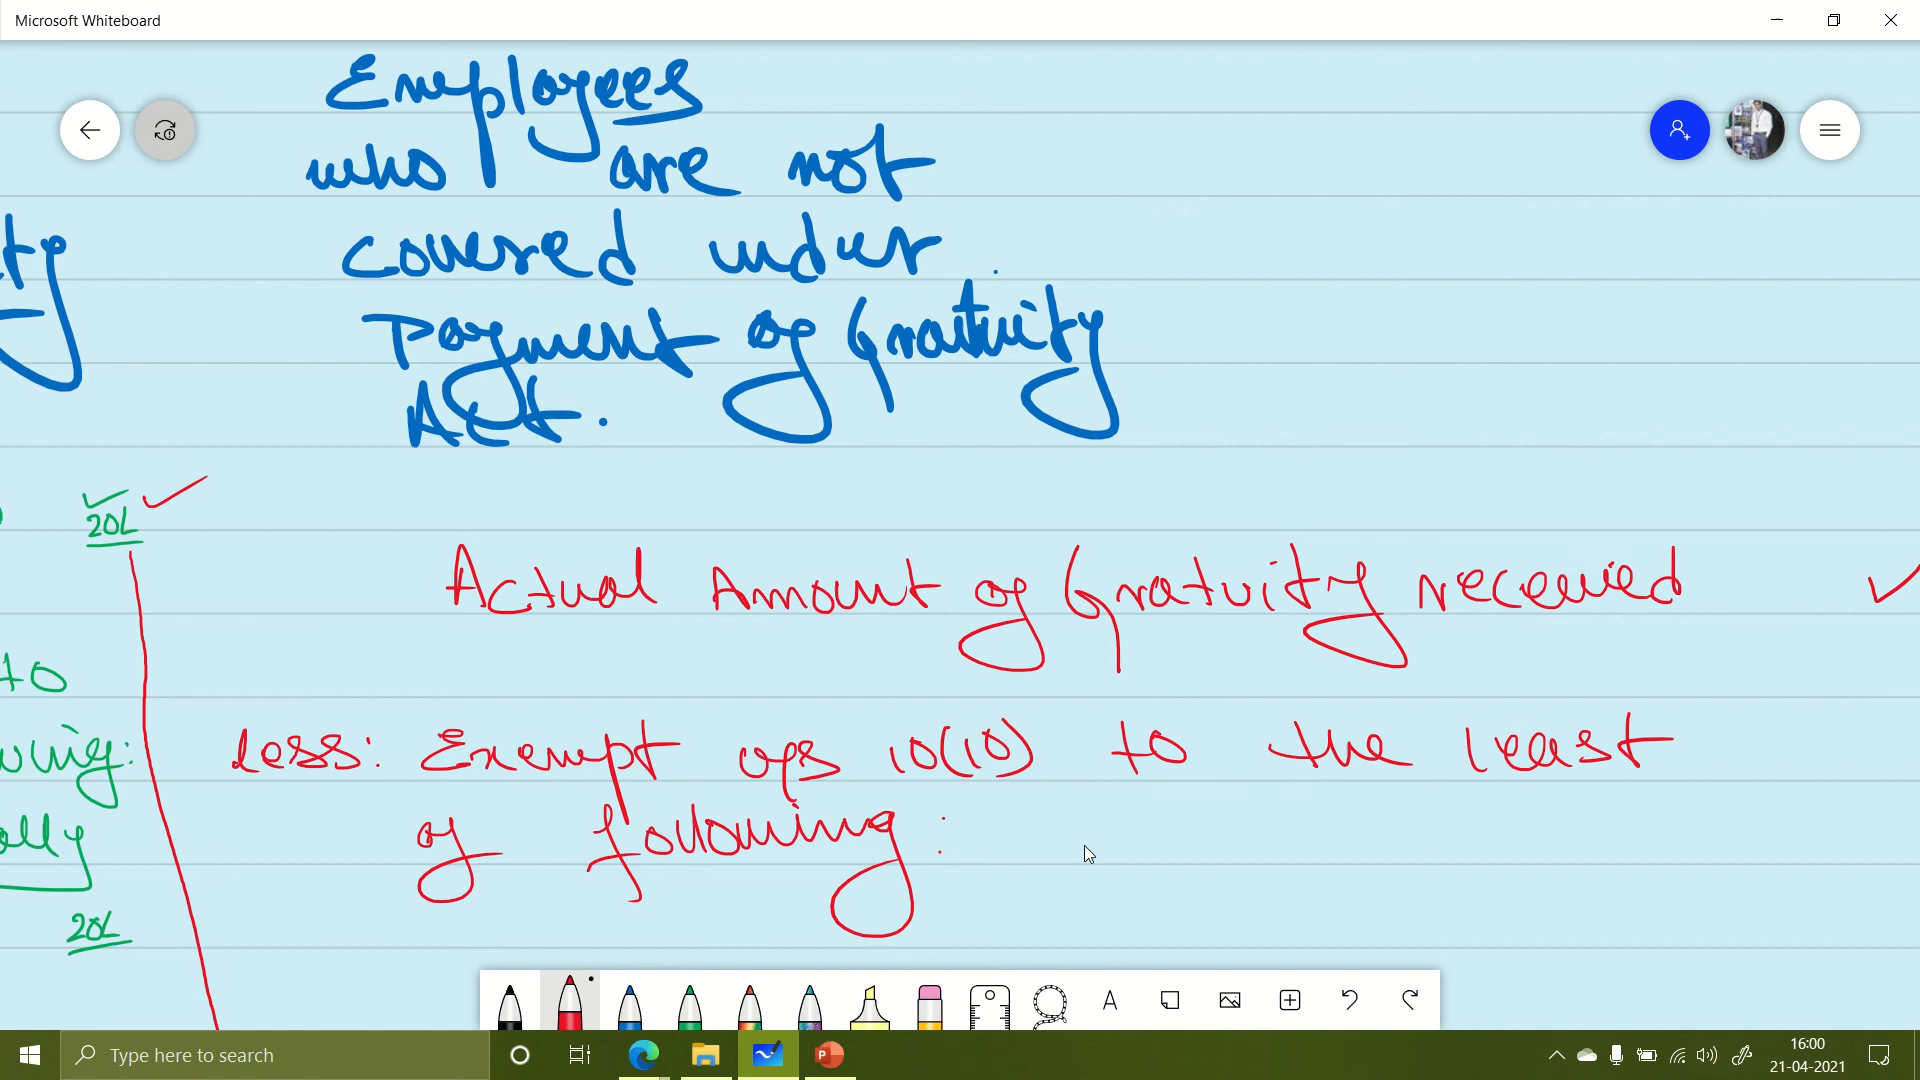 Microsoft Whiteboard
Employees
who are not
covered under
Payment of Gratuity
Act.
20L
Actual Amount of Gratuity received
to
Less: Exempt u/s 10(10) to the least
of following:
20L
Type here to search
16:00
21-04-2021